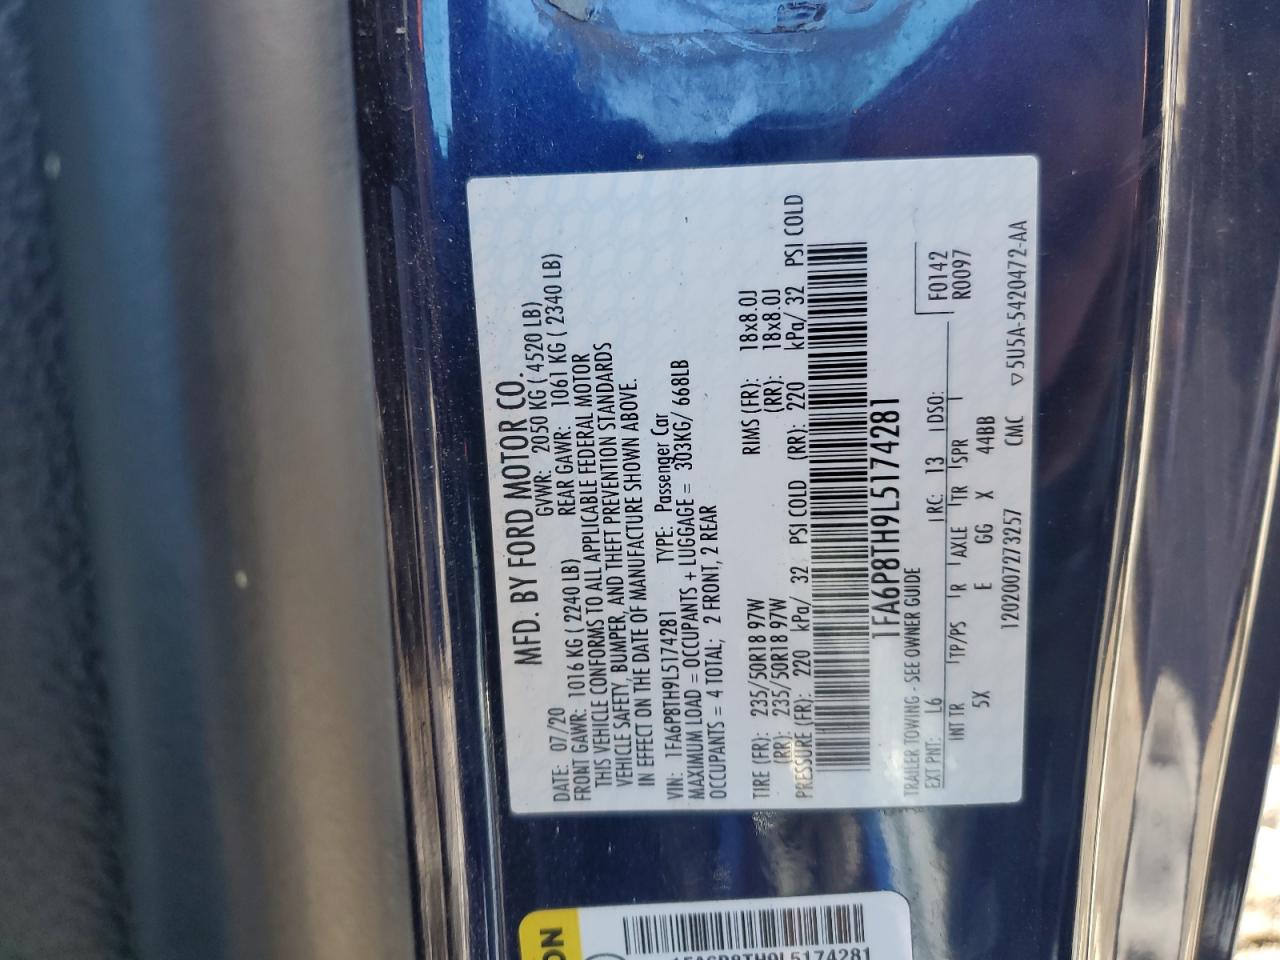 MFD. BY FORD MOTOR CO.
DATE: 07/20 GVWR: 2050 KG ( 4520 LB)
FRONT GAWR: 1016 KG ( 2240 LB) REAR GAWR: 1061 KG ( 2340 LB)
THIS VEHICLE CONFORMS TO ALL APPLICABLE FEDERAL MOTOR
VEHICLE SAFETY, BUMPER, AND THEFT PREVENTION STANDARDS
IN EFFECT ON THE DATE OF MANUFACTURE SHOWN ABOVE.
VIN: 1FA6P8TH9L5174281 TYPE: Passenger Car
MAXIMUM LOAD = OCCUPANTS + LUGGAGE = 303KG/ 668LB
OCCUPANTS = 4 TOTAL; 2 FRONT, 2 REAR
TIRE (FR): 235/50R18 97W RIMS (FR): 18x8.0J
(RR): 235/50R18 97W (RR): 18x8.0J
PRESSURE (FR): 220 kPa/ 32 PSI COLD (RR): 220 kPa/ 32 PSI COLD
1FA6P8TH9L5174281
TRAILER TOWING - SEE OWNER GUIDE
F0142
EXT PNT: L6 RC: 13 DSO: R0097
INT TR TP/PS R AXLE TR SPR
5X E GG X 44BB
1202007273257 CMC ▽5U5A-5420472-AA
ON
1FA6P8TH9L5174281